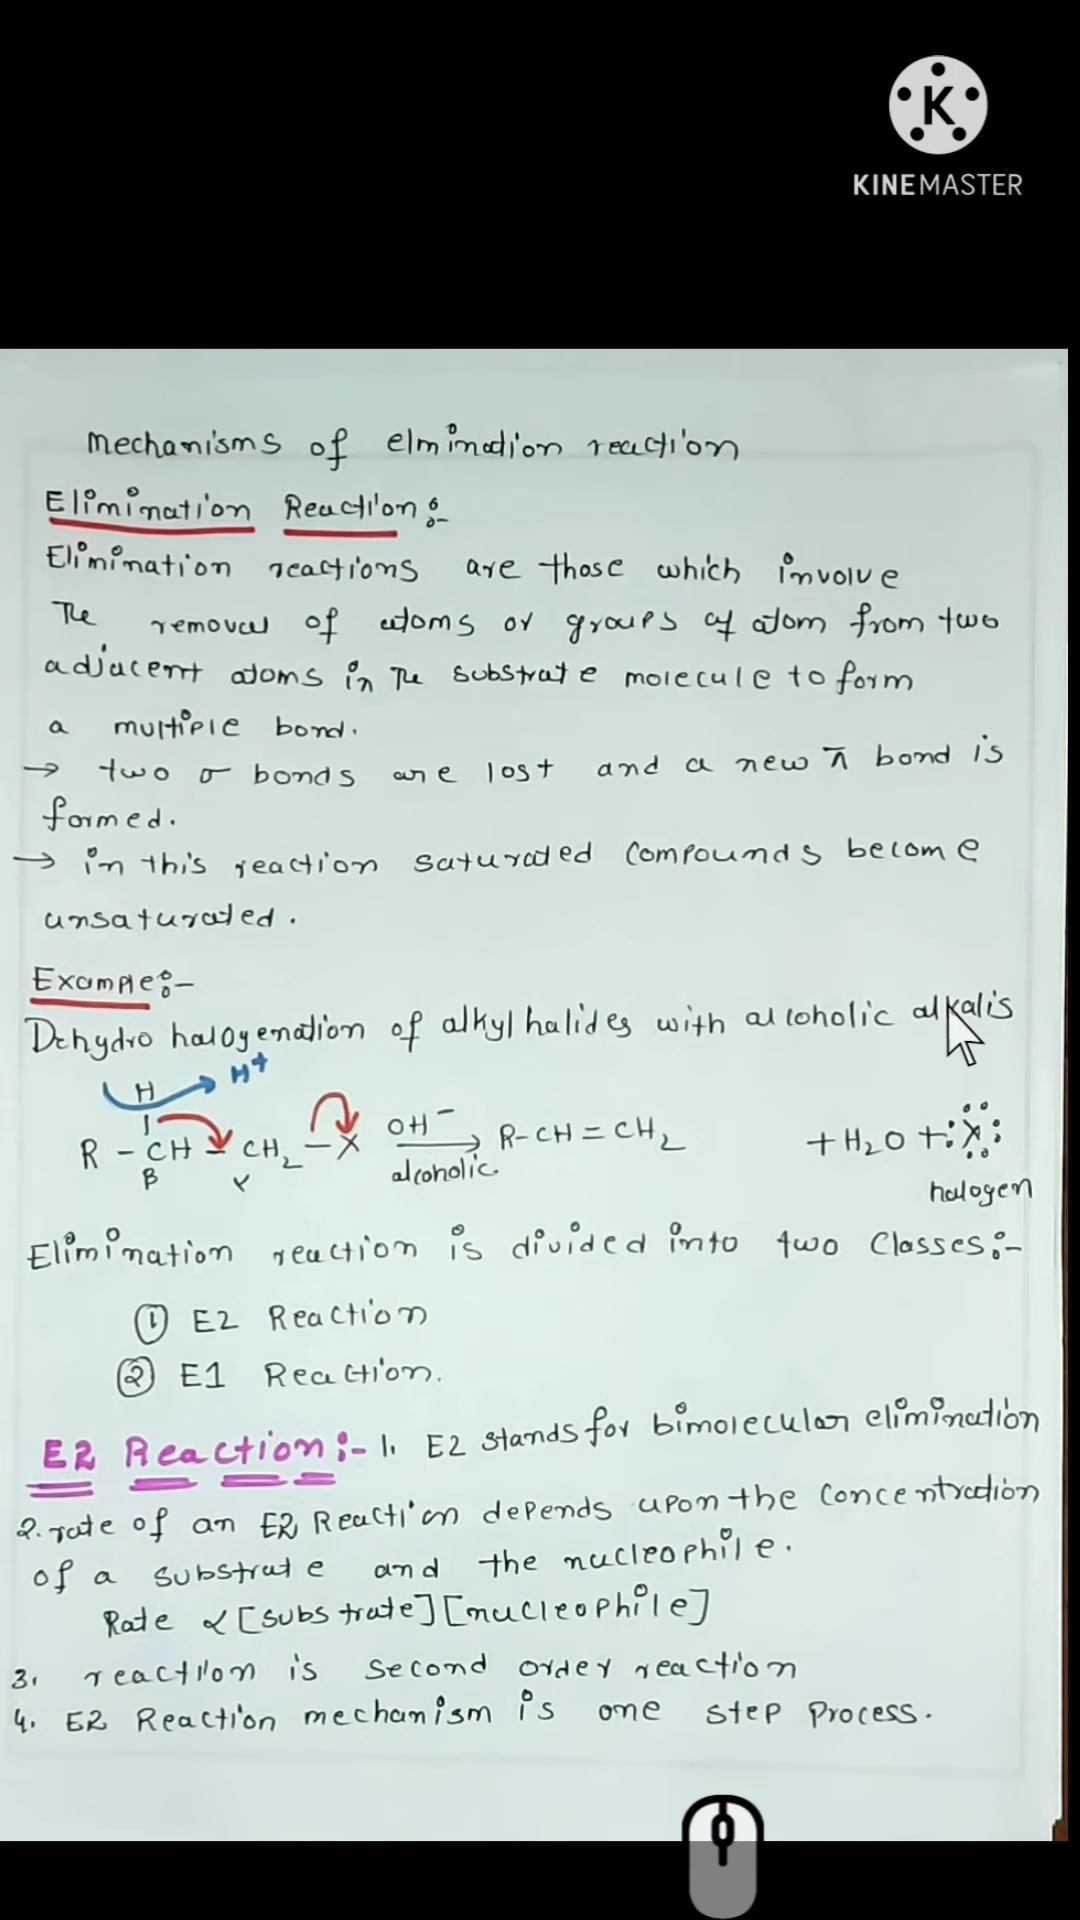 K
KINEMASTER
Mechanisms of elmination reaction
Elimination Reaction:-
Elimination reactions are those which involve
The removal of atoms or groups of atom from two
adjacent atoms in The substrate molecule to form
a multiple bond.
→ two σ bonds are lost and a new π bond is
formed.
→ in this reaction saturated compounds become
unsaturated.
Example:-
Dehydro halogenation of alkyl halides with alcoholic alkalis
H H+
R - CH - CH₂ - X OH⁻ → R-CH=CH₂ + H₂O + :X:
β α alcoholic. halogen
Elimination reaction is divided into two Classes:-
① E2 Reaction
② E1 Reaction.
E2 Reaction:- 1. E2 stands for bimolecular elimination
2. rate of an E2 Reaction depends upon the concentration
of a substrate and the nucleophile.
Rate ∝ [substrate][nucleophile]
3. reaction is second order reaction
4. E2 Reaction mechanism is one step process.